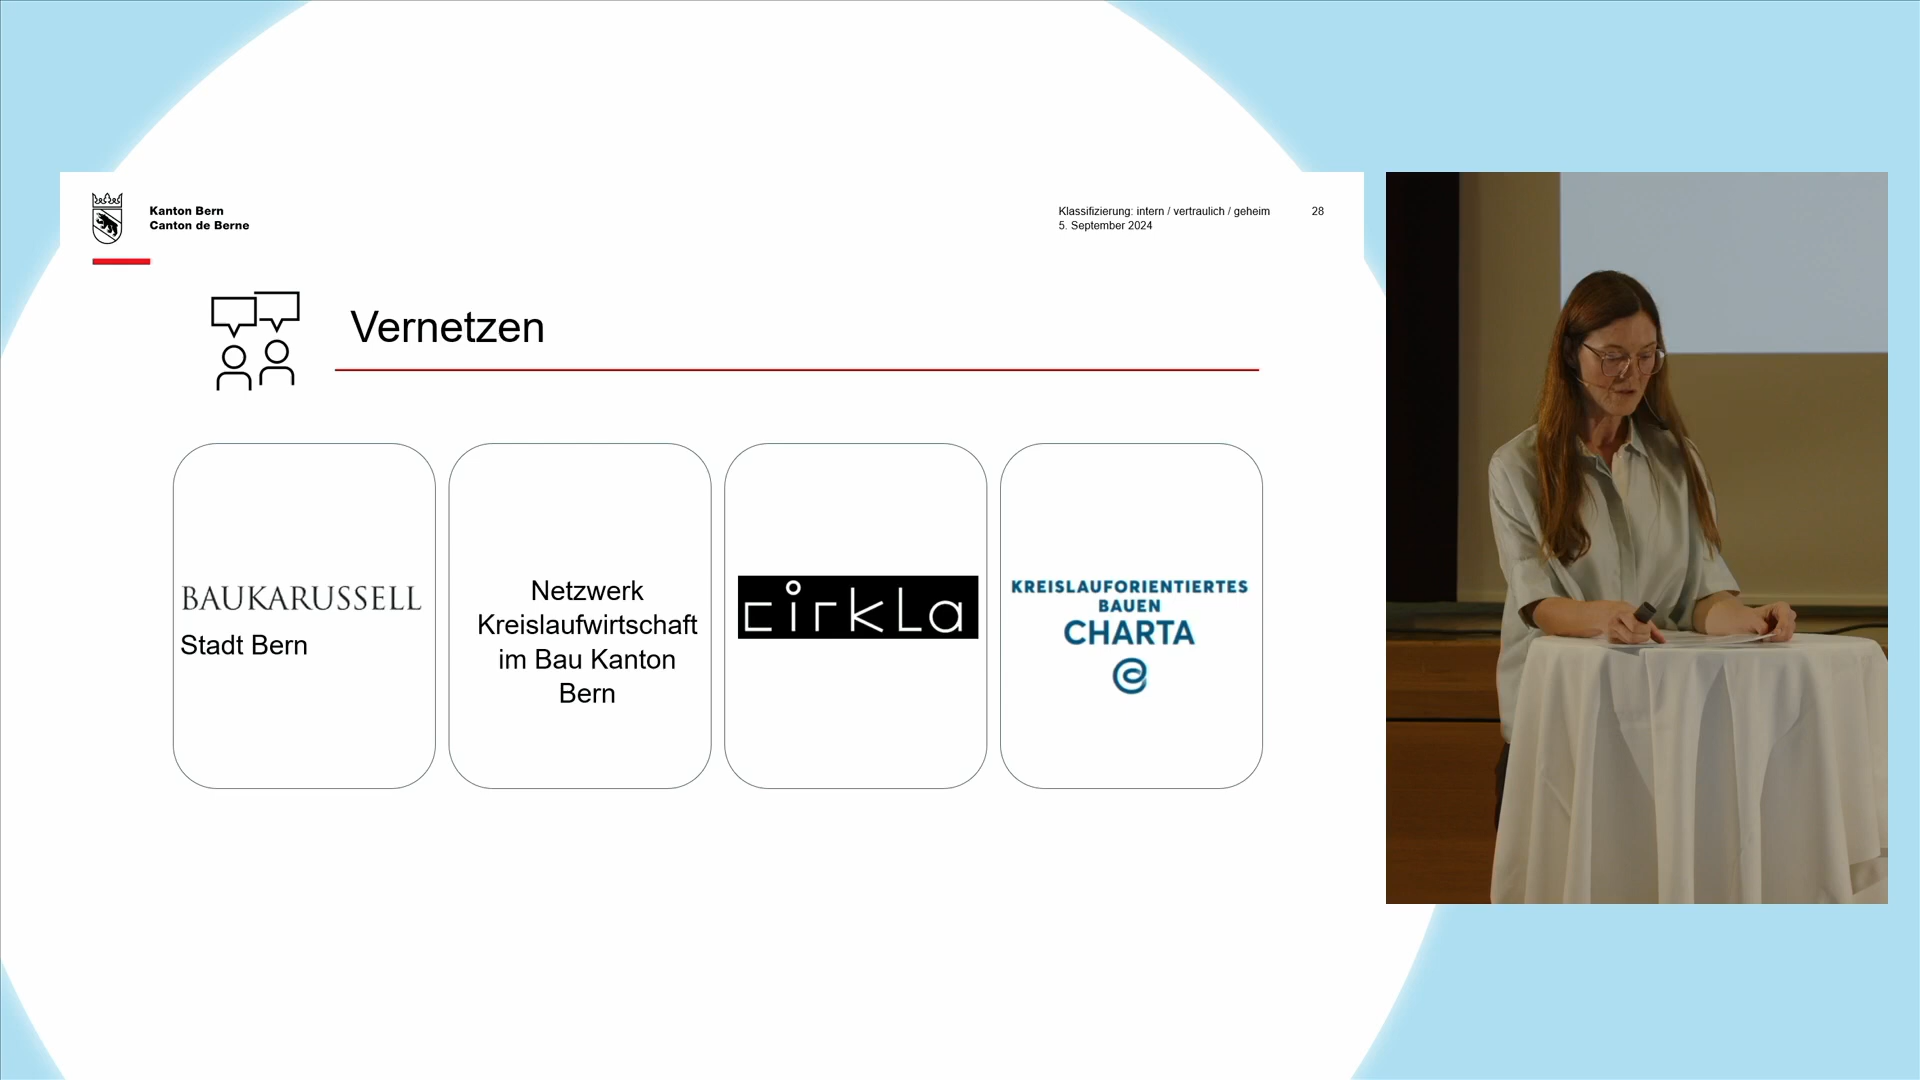 Kanton Bern
Canton de Berne
Klassifizierung: intern / vertraulich / geheim
5. September 2024
28
Vernetzen
BAUKARUSSELL
Stadt Bern
Netzwerk
Kreislaufwirtschaft
im Bau Kanton
Bern
cirkla
KREISLAUFORIENTIERTES
BAUEN
CHARTA